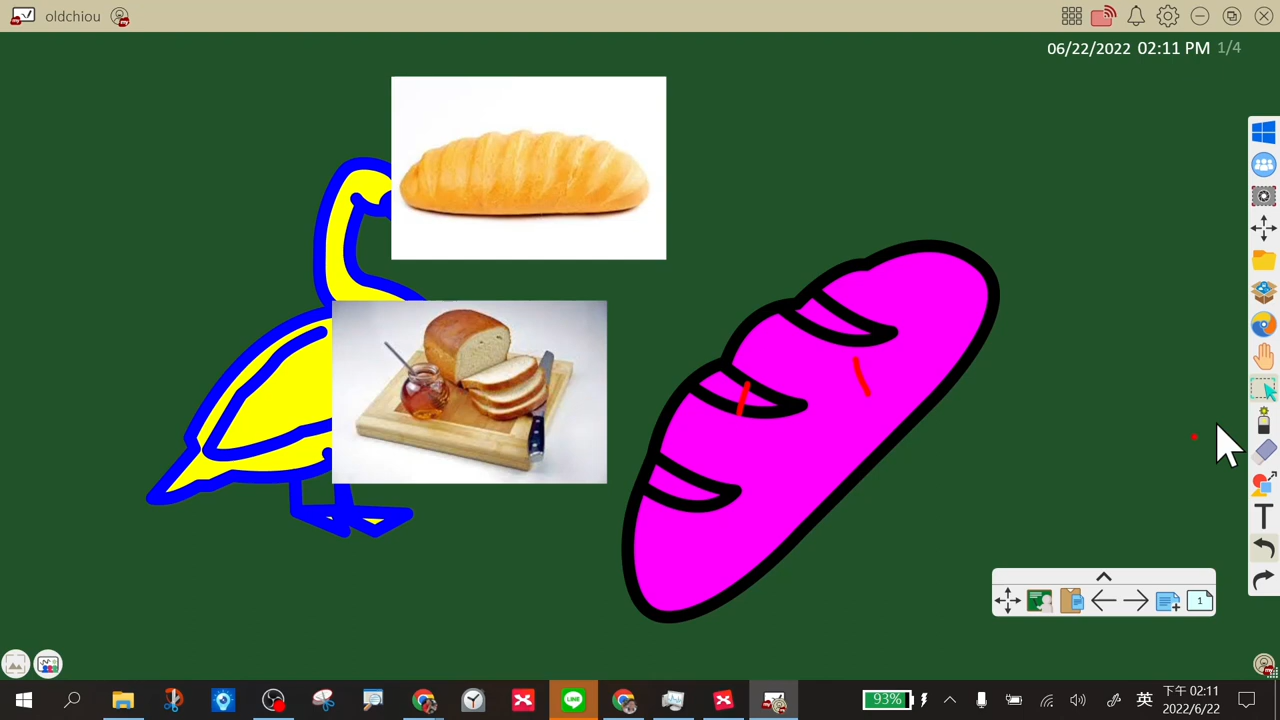 oldchiou
06/22/2022 02:11 PM 1/4
T
1
LINE
93%
英
下午 02:11
2022/6/22